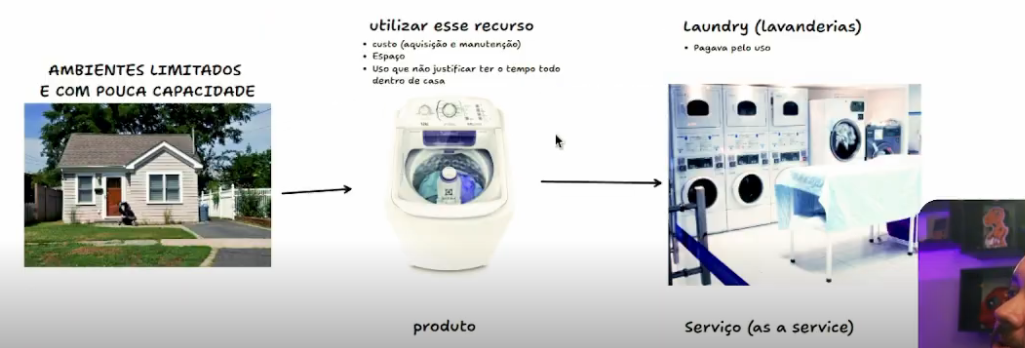 AMBIENTES LIMITADOS
E COM POUCA CAPACIDADE
utilizar esse recurso
• custo (aquisição e manutenção)
• Espaço
• Uso que não justificar ter o tempo todo
dentro de casa
produto
Laundry (lavanderias)
• Pagava pelo uso
Serviço (as a service)